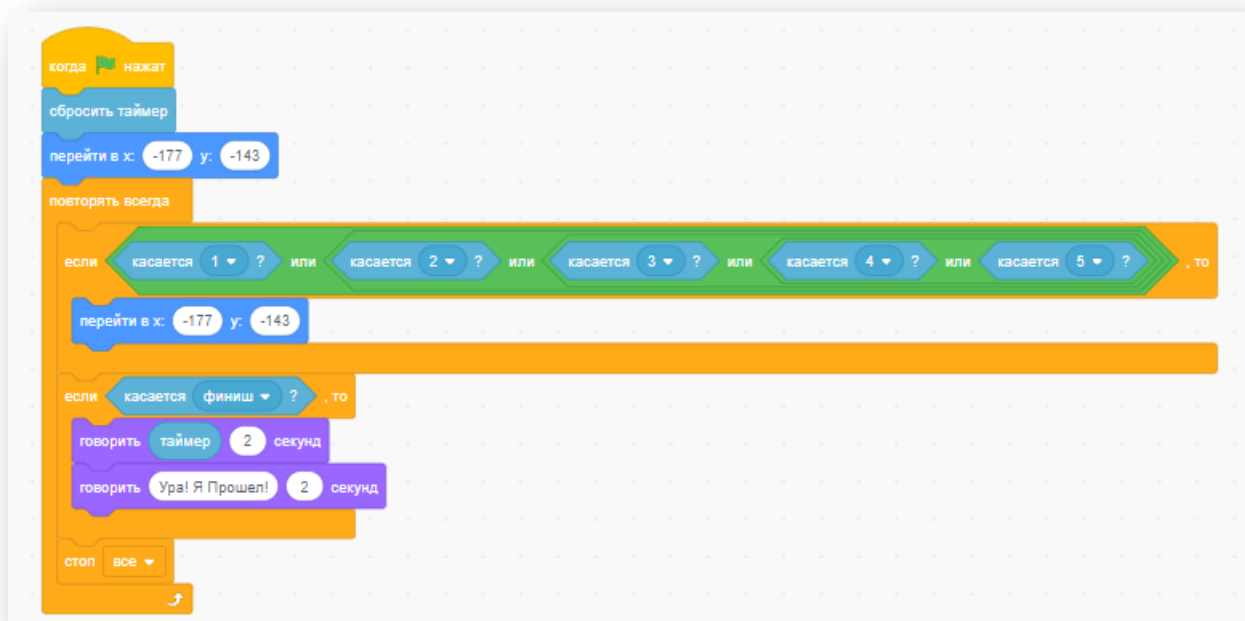 когда нажат
сбросить таймер
перейти в x: -177 y: -143
повторять всегда
если касается 1 ? или касается 2 ? или касается 3 ? или касается 4 ? или касается 5 ? , то
перейти в x: -177 y: -143
если касается финиш ? , то
говорить таймер 2 секунд
говорить Ура! Я Прошел! 2 секунд
стоп все